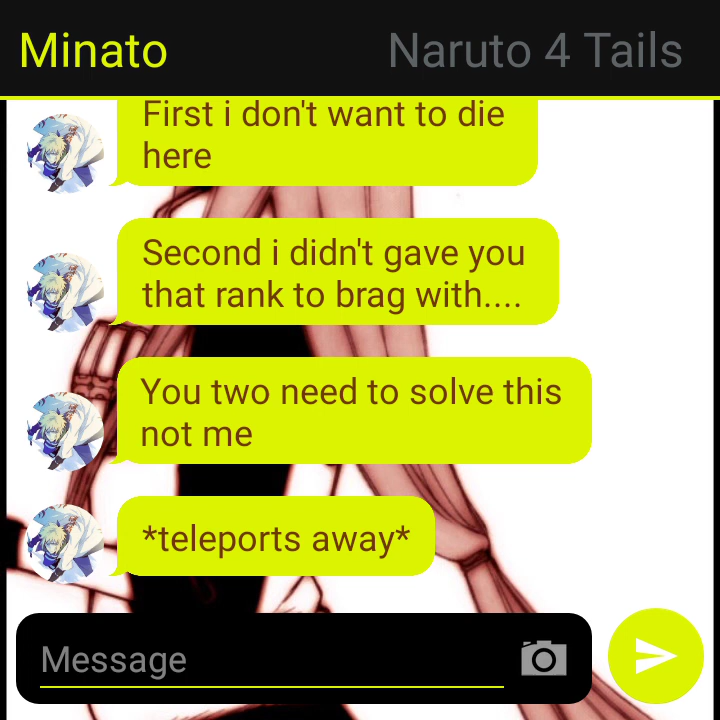 Minato Naruto 4 Tails
First i don't want to die
here
Second i didn't gave you
that rank to brag with....
You two need to solve this
not me
*teleports away*
Message